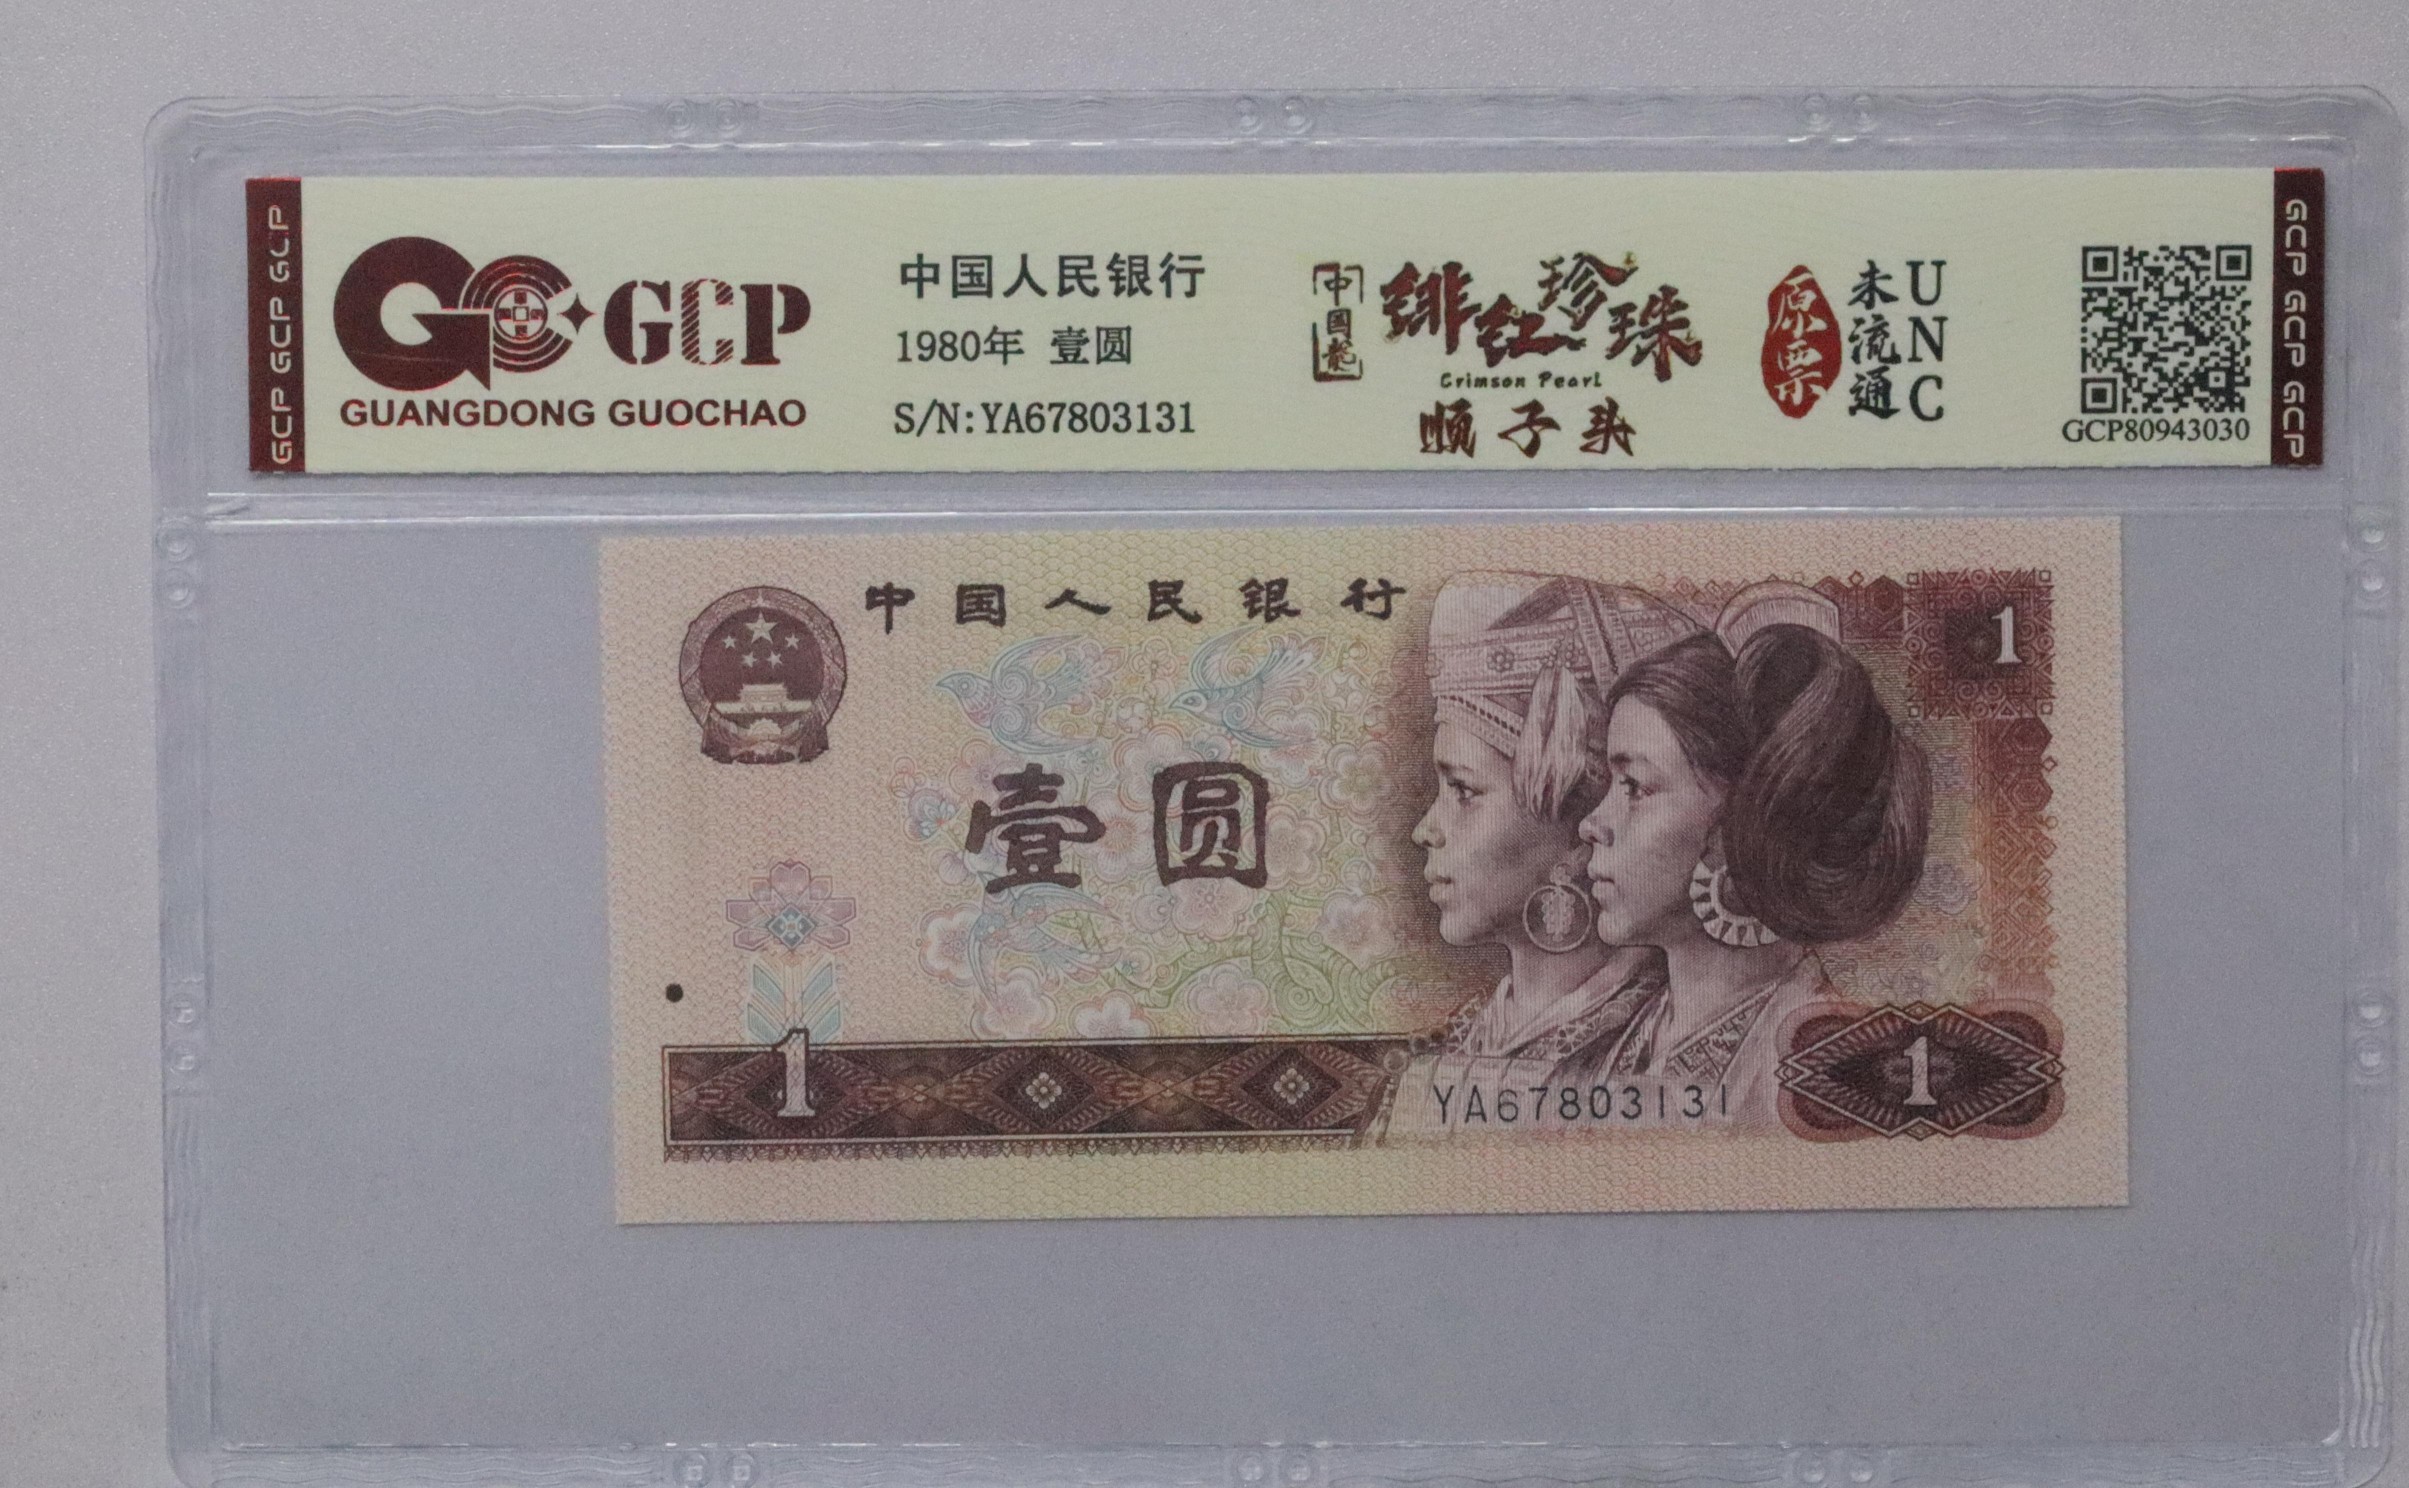 GCP GCP GCP
GCP
GUANGDONG GUOCHAO
中国人民银行
1980年 壹圆
S/N:YA67803131
中国龍
绯红珍珠
Crimson Pearl
顺子头
原票
未流通
UNC
GCP80943030
GCP GCP GCP
中国人民银行
1
壹圆
1
YA67803131
1